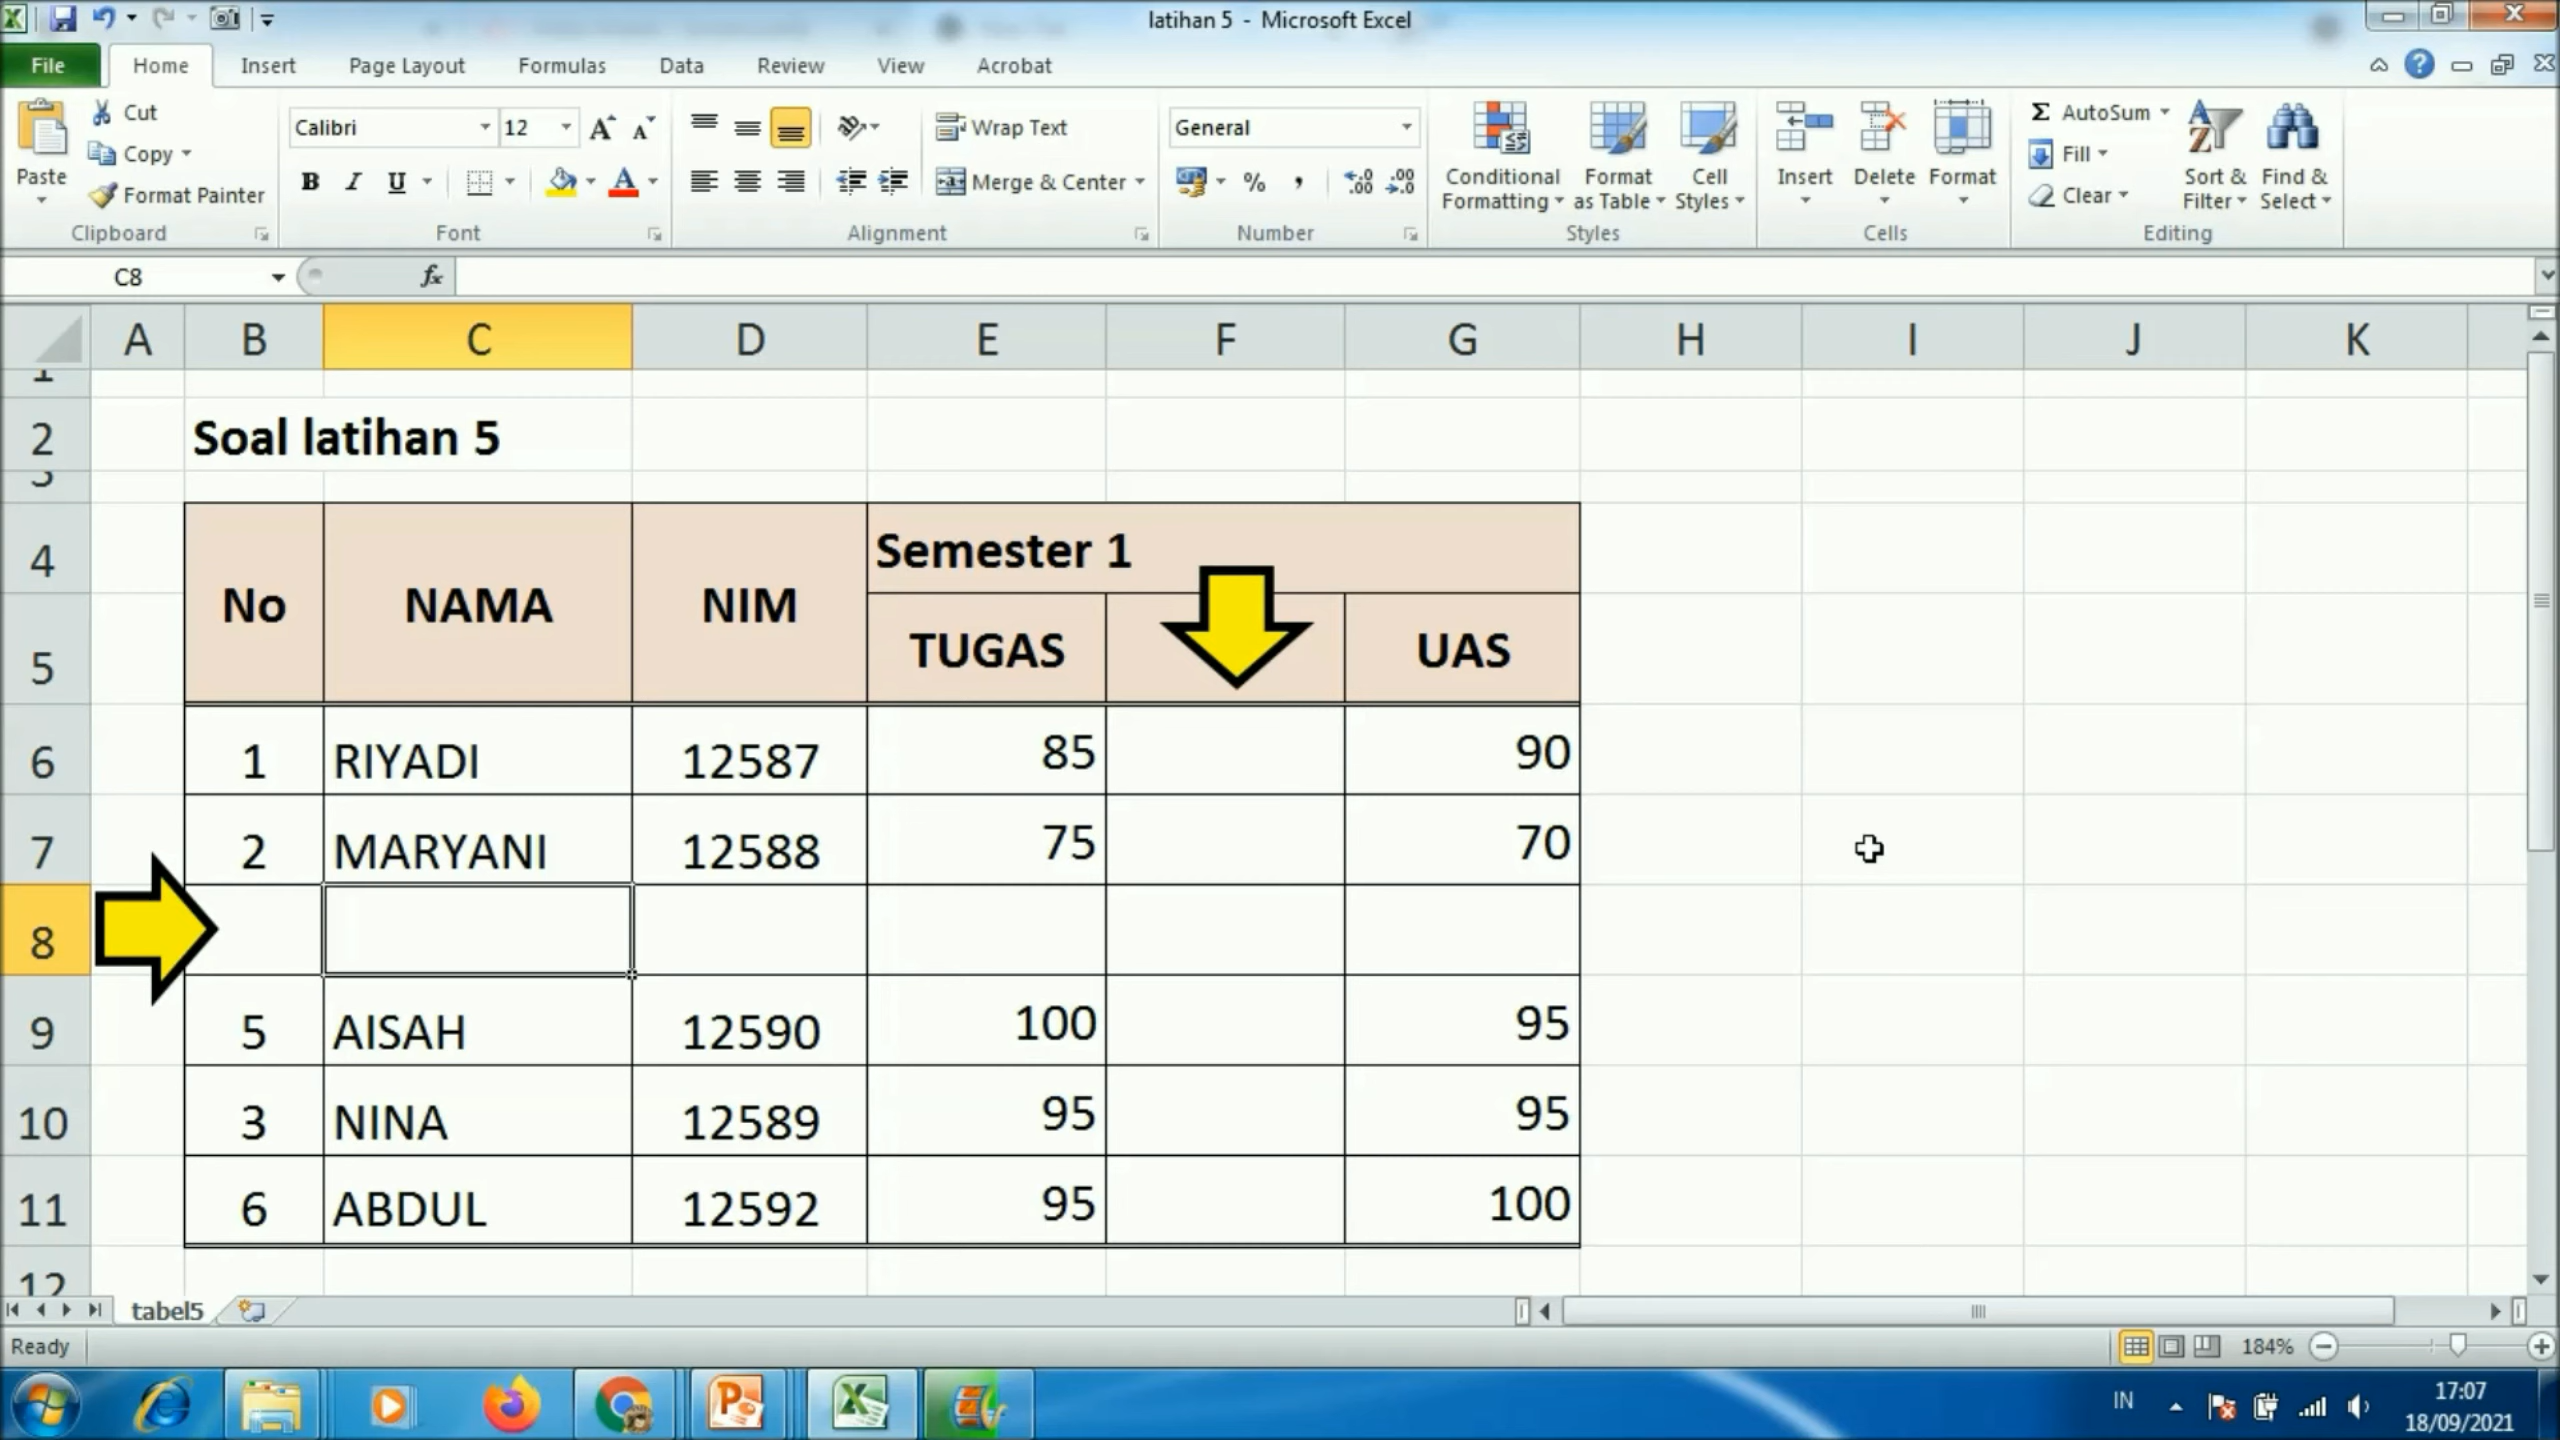 latihan 5 - Microsoft Excel
File Home Insert Page Layout Formulas Data Review View Acrobat
Paste
Cut
Copy
Format Painter
Clipboard
Calibri 12
B I U
Font
Wrap Text
Merge & Center
Alignment
General
%
Number
Conditional Formatting
Format as Table
Cell Styles
Styles
Insert Delete Format
Cells
Σ AutoSum
Fill
Clear
Sort & Filter
Find & Select
Editing
C8 fx
A B C D E F G H I J K
1
2 Soal latihan 5
3
4 Semester 1
No NAMA NIM
5 TUGAS UAS
6 1 RIYADI 12587 85 90
7 2 MARYANI 12588 75 70
8
9 5 AISAH 12590 100 95
10 3 NINA 12589 95 95
11 6 ABDUL 12592 95 100
12
tabel5
Ready 184%
IN 17:07
18/09/2021